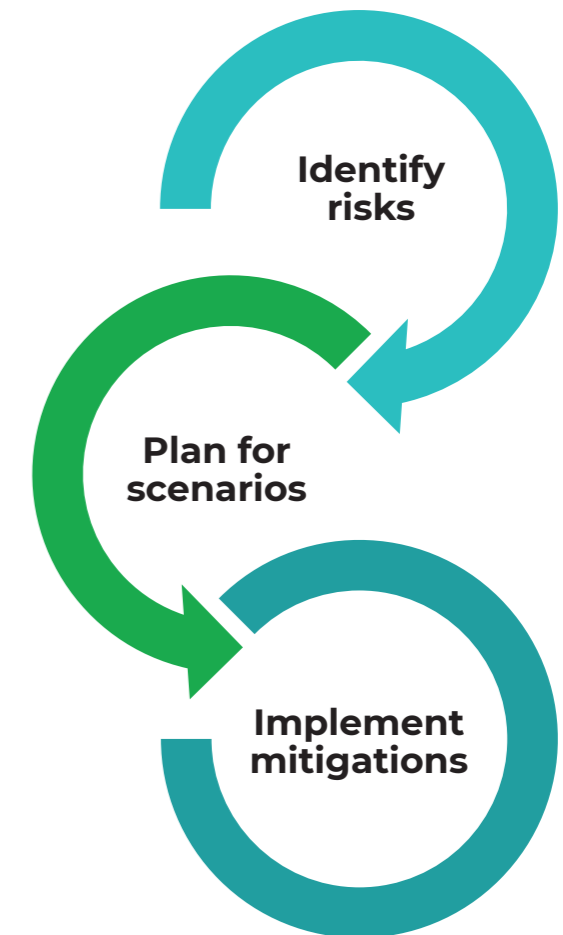 Identify
risks
Plan for
scenarios
Implement
mitigations